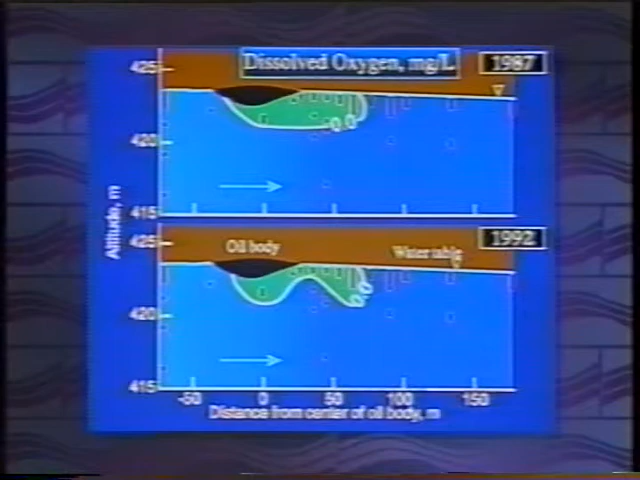 Dissolved Oxygen, mg/L
1987
425
420
415
Altitude, m
1992
425
Oil body
Water table
420
415
-50
0
50
100
150
Distance from center of oil body, m